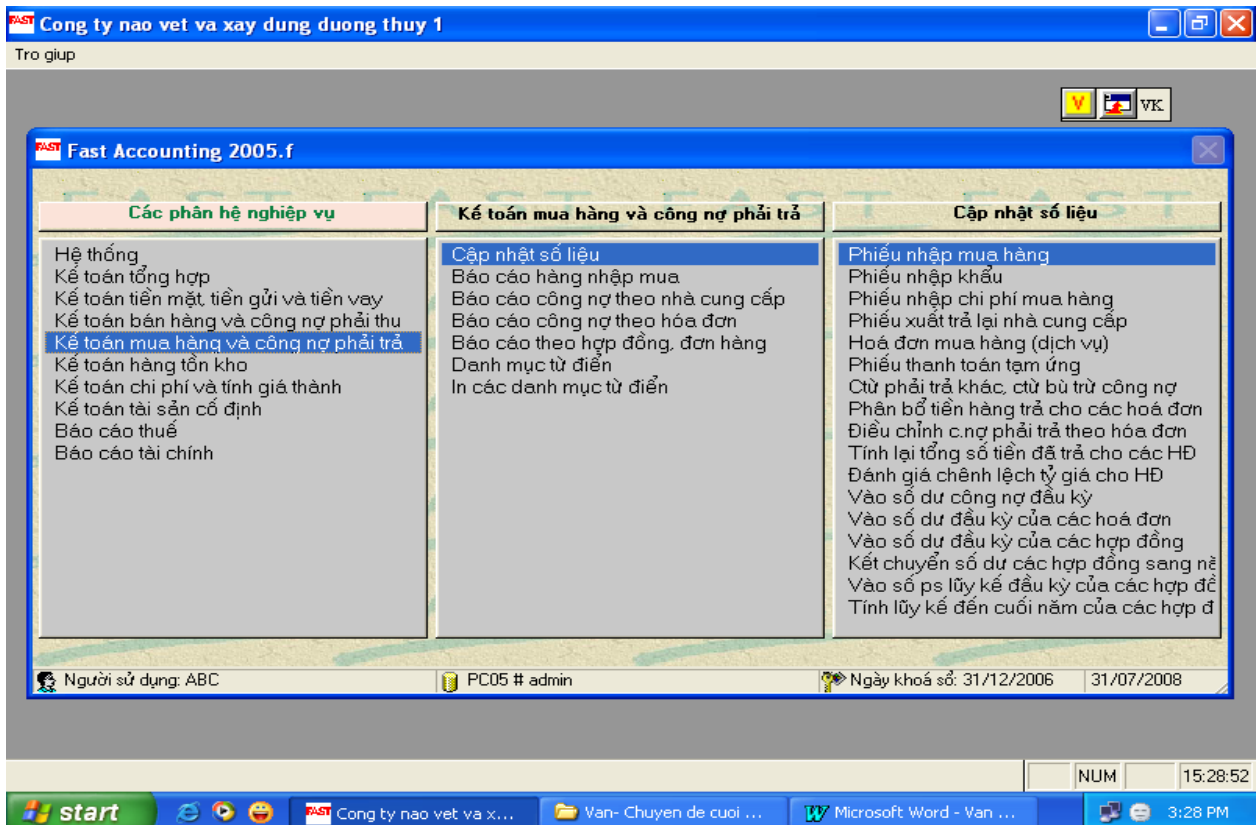 FAST Cong ty nao vet va xay dung duong thuy 1
Tro giup
V VK
FAST Fast Accounting 2005.f
FAST FAST FAST FAST
Các phân hệ nghiệp vụ
Kế toán mua hàng và công nợ phải trả
Cập nhật số liệu
Hệ thống
Kế toán tổng hợp
Kế toán tiền mặt, tiền gửi và tiền vay
Kế toán bán hàng và công nợ phải thu
Kế toán mua hàng và công nợ phải trả
Kế toán hàng tồn kho
Kế toán chi phí và tính giá thành
Kế toán tài sản cố định
Báo cáo thuế
Báo cáo tài chính
Cập nhật số liệu
Báo cáo hàng nhập mua
Báo cáo công nợ theo nhà cung cấp
Báo cáo công nợ theo hóa đơn
Báo cáo theo hợp đồng, đơn hàng
Danh mục từ điển
In các danh mục từ điển
Phiếu nhập mua hàng
Phiếu nhập khẩu
Phiếu nhập chi phí mua hàng
Phiếu xuất trả lại nhà cung cấp
Hoá đơn mua hàng (dịch vụ)
Phiếu thanh toán tạm ứng
Ctừ phải trả khác, ctừ bù trừ công nợ
Phân bổ tiền hàng trả cho các hoá đơn
Điều chỉnh c.nợ phải trả theo hóa đơn
Tính lại tổng số tiền đã trả cho các HĐ
Đánh giá chênh lệch tỷ giá cho HĐ
Vào số dư công nợ đầu kỳ
Vào số dư đầu kỳ của các hoá đơn
Vào số dư đầu kỳ của các hợp đồng
Kết chuyển số dư các hợp đồng sang nă
Vào số ps lũy kế đầu kỳ của các hợp đồ
Tính lũy kế đến cuối năm của các hợp đ
Người sử dụng: ABC
PC05 # admin
Ngày khoá sổ: 31/12/2006
31/07/2008
NUM
15:28:52
start
FAST Cong ty nao vet va x...
Van- Chuyen de cuoi ...
Microsoft Word - Van ...
3:28 PM